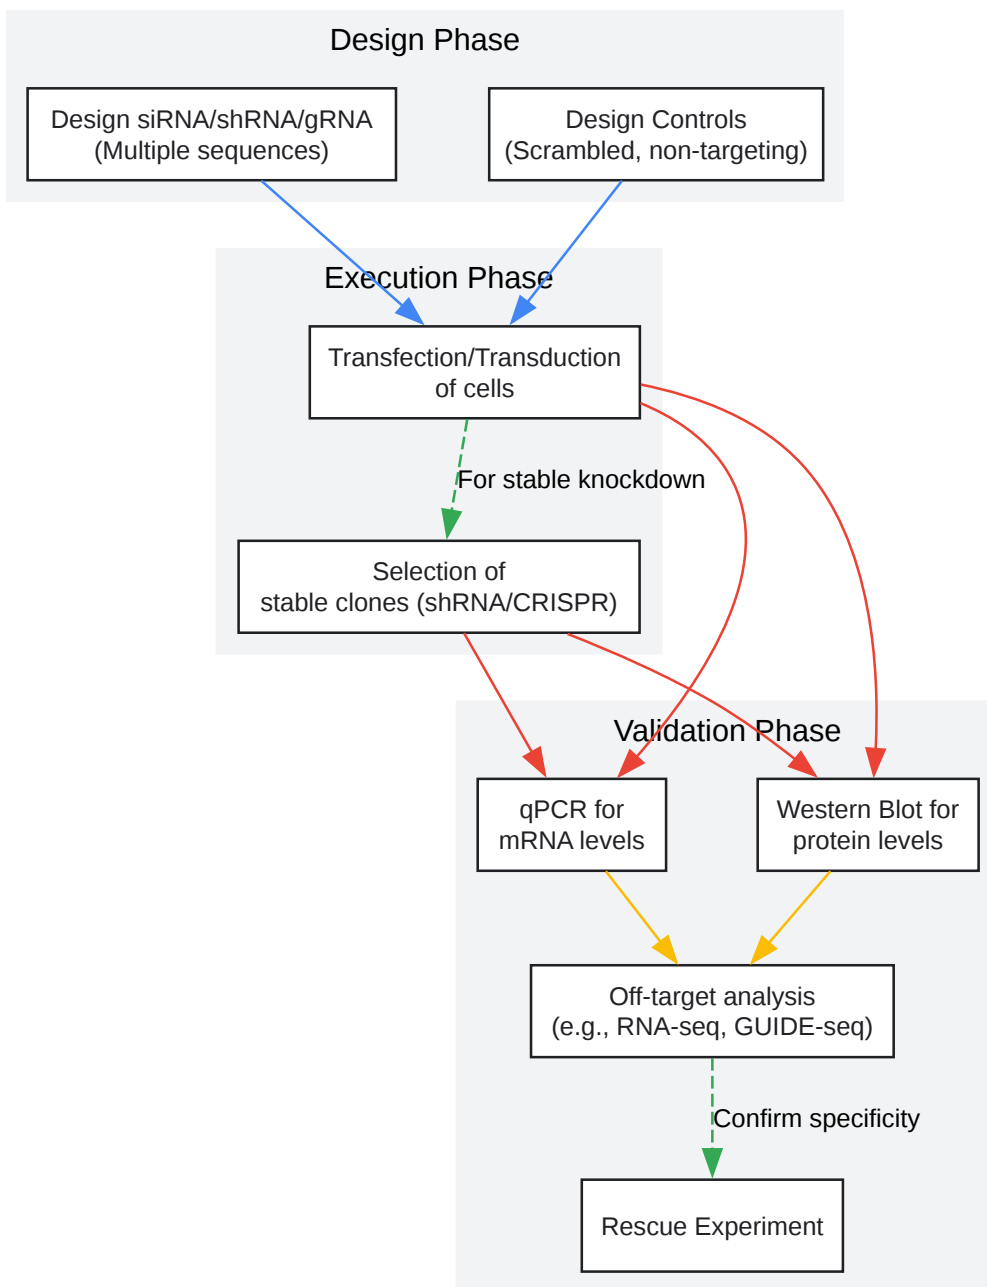 Design Phase
Design siRNA/shRNA/gRNA
(Multiple sequences)
Design Controls
(Scrambled, non-targeting)
Execution Phase
Transfection/Transduction
of cells
For stable knockdown
Selection of
stable clones (shRNA/CRISPR)
Validation Phase
qPCR for
mRNA levels
Western Blot for
protein levels
Off-target analysis
(e.g., RNA-seq, GUIDE-seq)
Confirm specificity
Rescue Experiment